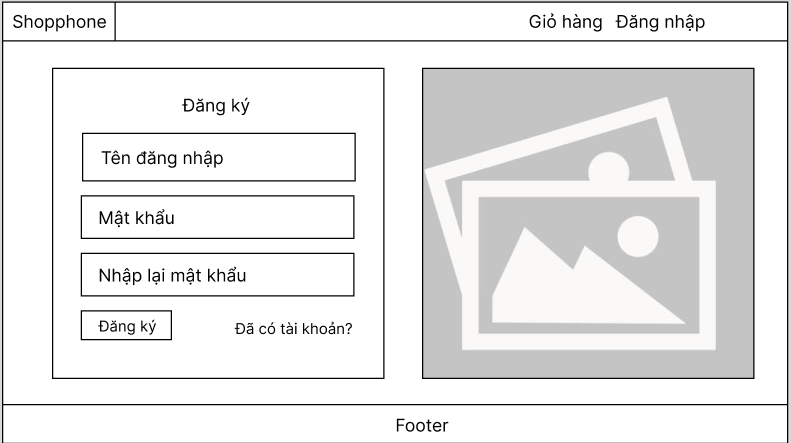 Shopphone
Giỏ hàng Đăng nhập
Đăng ký
Tên đăng nhập
Mật khẩu
Nhập lại mật khẩu
Đăng ký
Đã có tài khoản?
Footer